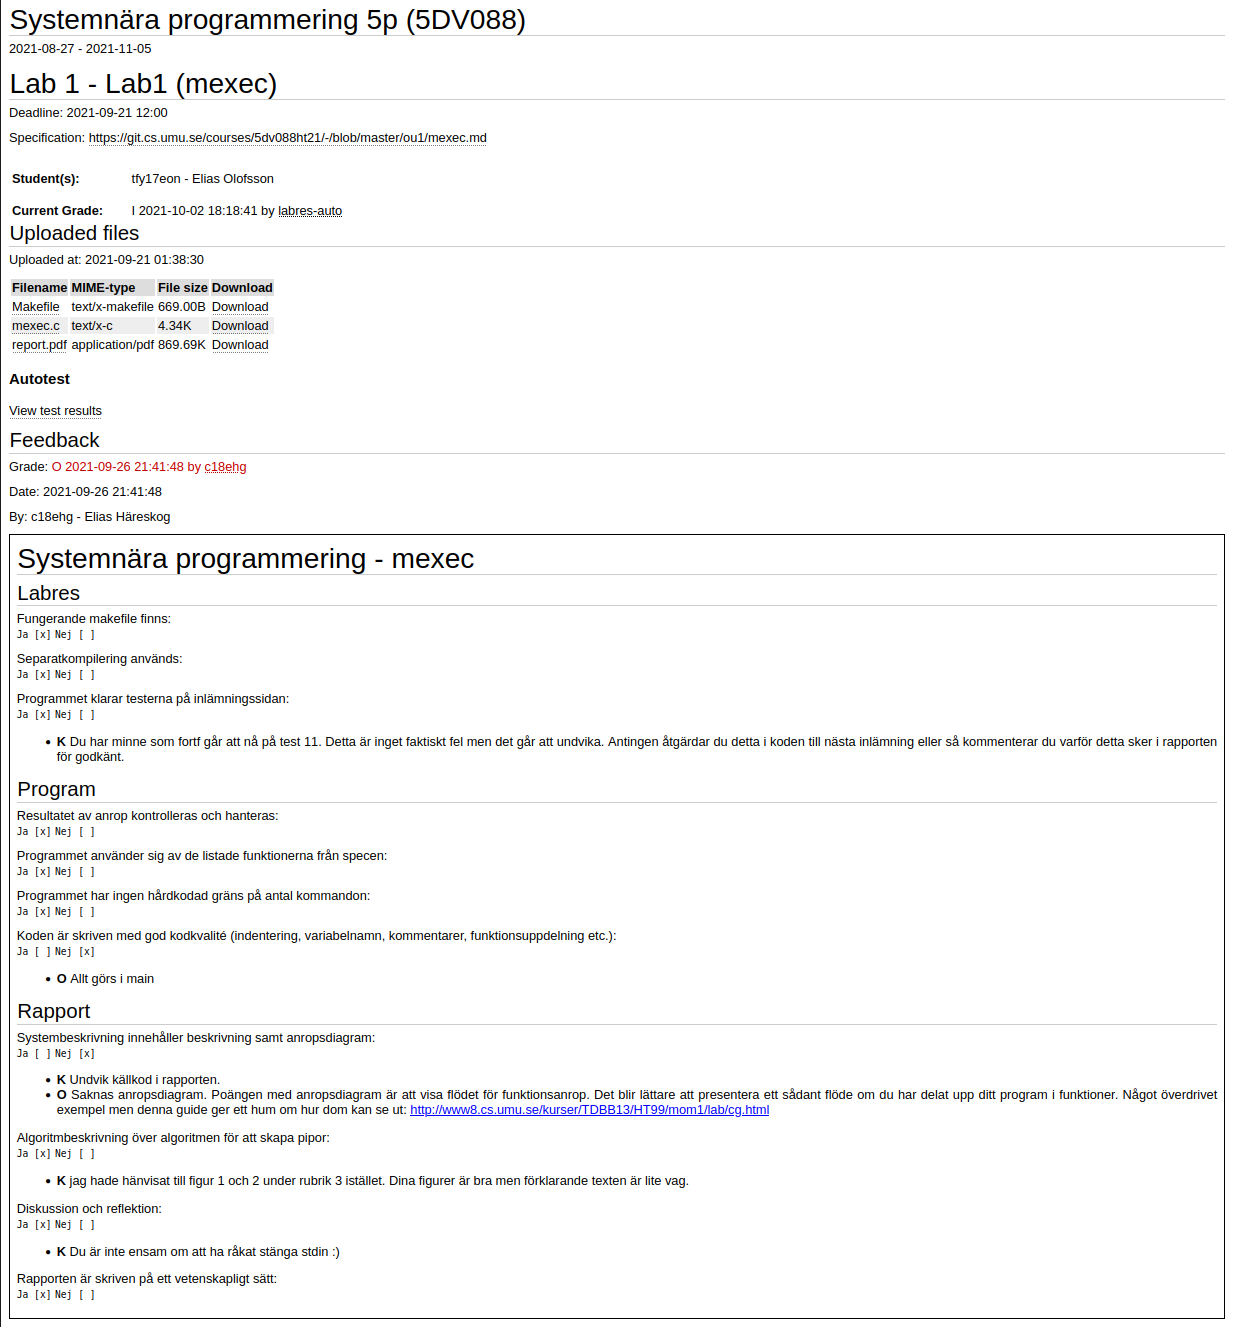 Systemnära programmering 5p (5DV088)
2021-08-27 - 2021-11-05
Lab 1 - Lab1 (mexec)
Deadline: 2021-09-21 12:00
Specification: https://git.cs.umu.se/courses/5dv088ht21/-/blob/master/ou1/mexec.md
Student(s): tfy17eon - Elias Olofsson
Current Grade: I 2021-10-02 18:18:41 by labres-auto
Uploaded files
Uploaded at: 2021-09-21 01:38:30
Filename MIME-type File size Download
Makefile text/x-makefile 669.00B Download
mexec.c text/x-c 4.34K Download
report.pdf application/pdf 869.69K Download
Autotest
View test results
Feedback
Grade: O 2021-09-26 21:41:48 by c18ehg
Date: 2021-09-26 21:41:48
By: c18ehg - Elias Häreskog
Systemnära programmering - mexec
Labres
Fungerande makefile finns:
Ja [x] Nej [ ]
Separatkompilering används:
Ja [x] Nej [ ]
Programmet klarar testerna på inlämningssidan:
Ja [x] Nej [ ]
• K Du har minne som fortf går att nå på test 11. Detta är inget faktiskt fel men det går att undvika. Antingen åtgärdar du detta i koden till nästa inlämning eller så kommenterar du varför detta sker i rapporten
för godkänt.
Program
Resultatet av anrop kontrolleras och hanteras:
Ja [x] Nej [ ]
Programmet använder sig av de listade funktionerna från specen:
Ja [x] Nej [ ]
Programmet har ingen hårdkodad gräns på antal kommandon:
Ja [x] Nej [ ]
Koden är skriven med god kodkvalité (indentering, variabelnamn, kommentarer, funktionsuppdelning etc.):
Ja [ ] Nej [x]
• O Allt görs i main
Rapport
Systembeskrivning innehåller beskrivning samt anropsdiagram:
Ja [ ] Nej [x]
• K Undvik källkod i rapporten.
• O Saknas anropsdiagram. Poängen med anropsdiagram är att visa flödet för funktionsanrop. Det blir lättare att presentera ett sådant flöde om du har delat upp ditt program i funktioner. Något överdrivet
exempel men denna guide ger ett hum om hur dom kan se ut: http://www8.cs.umu.se/kurser/TDBB13/HT99/mom1/lab/cg.html
Algoritmbeskrivning över algoritmen för att skapa pipor:
Ja [x] Nej [ ]
• K jag hade hänvisat till figur 1 och 2 under rubrik 3 istället. Dina figurer är bra men förklarande texten är lite vag.
Diskussion och reflektion:
Ja [x] Nej [ ]
• K Du är inte ensam om att ha råkat stänga stdin :)
Rapporten är skriven på ett vetenskapligt sätt:
Ja [x] Nej [ ]